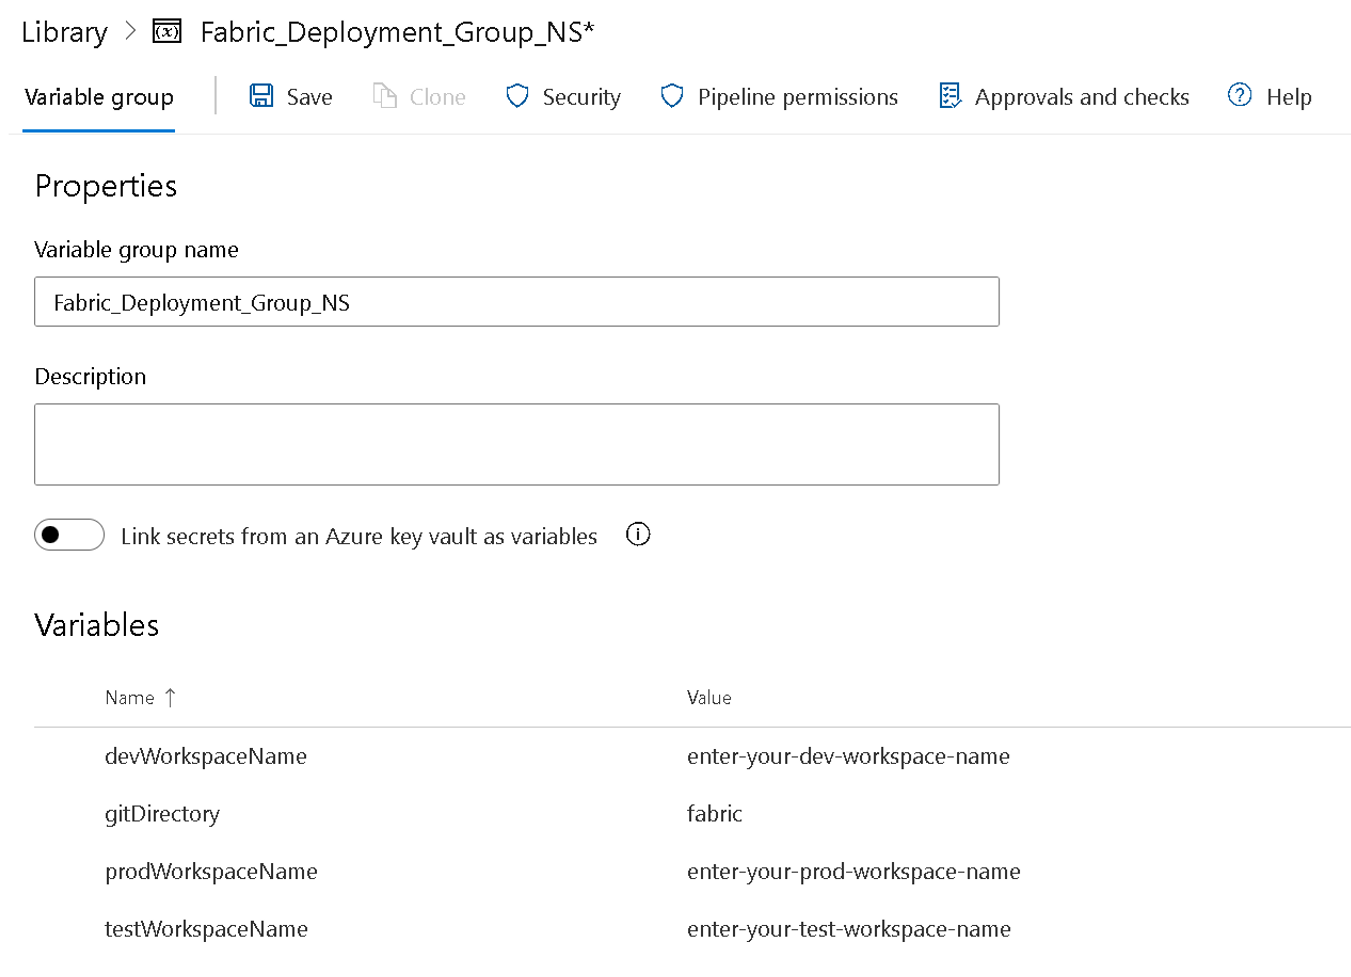 Library > (x) Fabric_Deployment_Group_NS*
Variable group Save Clone Security Pipeline permissions Approvals and checks Help
Properties
Variable group name
Fabric_Deployment_Group_NS
Description
Link secrets from an Azure key vault as variables
Variables
Name ↑ Value
devWorkspaceName enter-your-dev-workspace-name
gitDirectory fabric
prodWorkspaceName enter-your-prod-workspace-name
testWorkspaceName enter-your-test-workspace-name